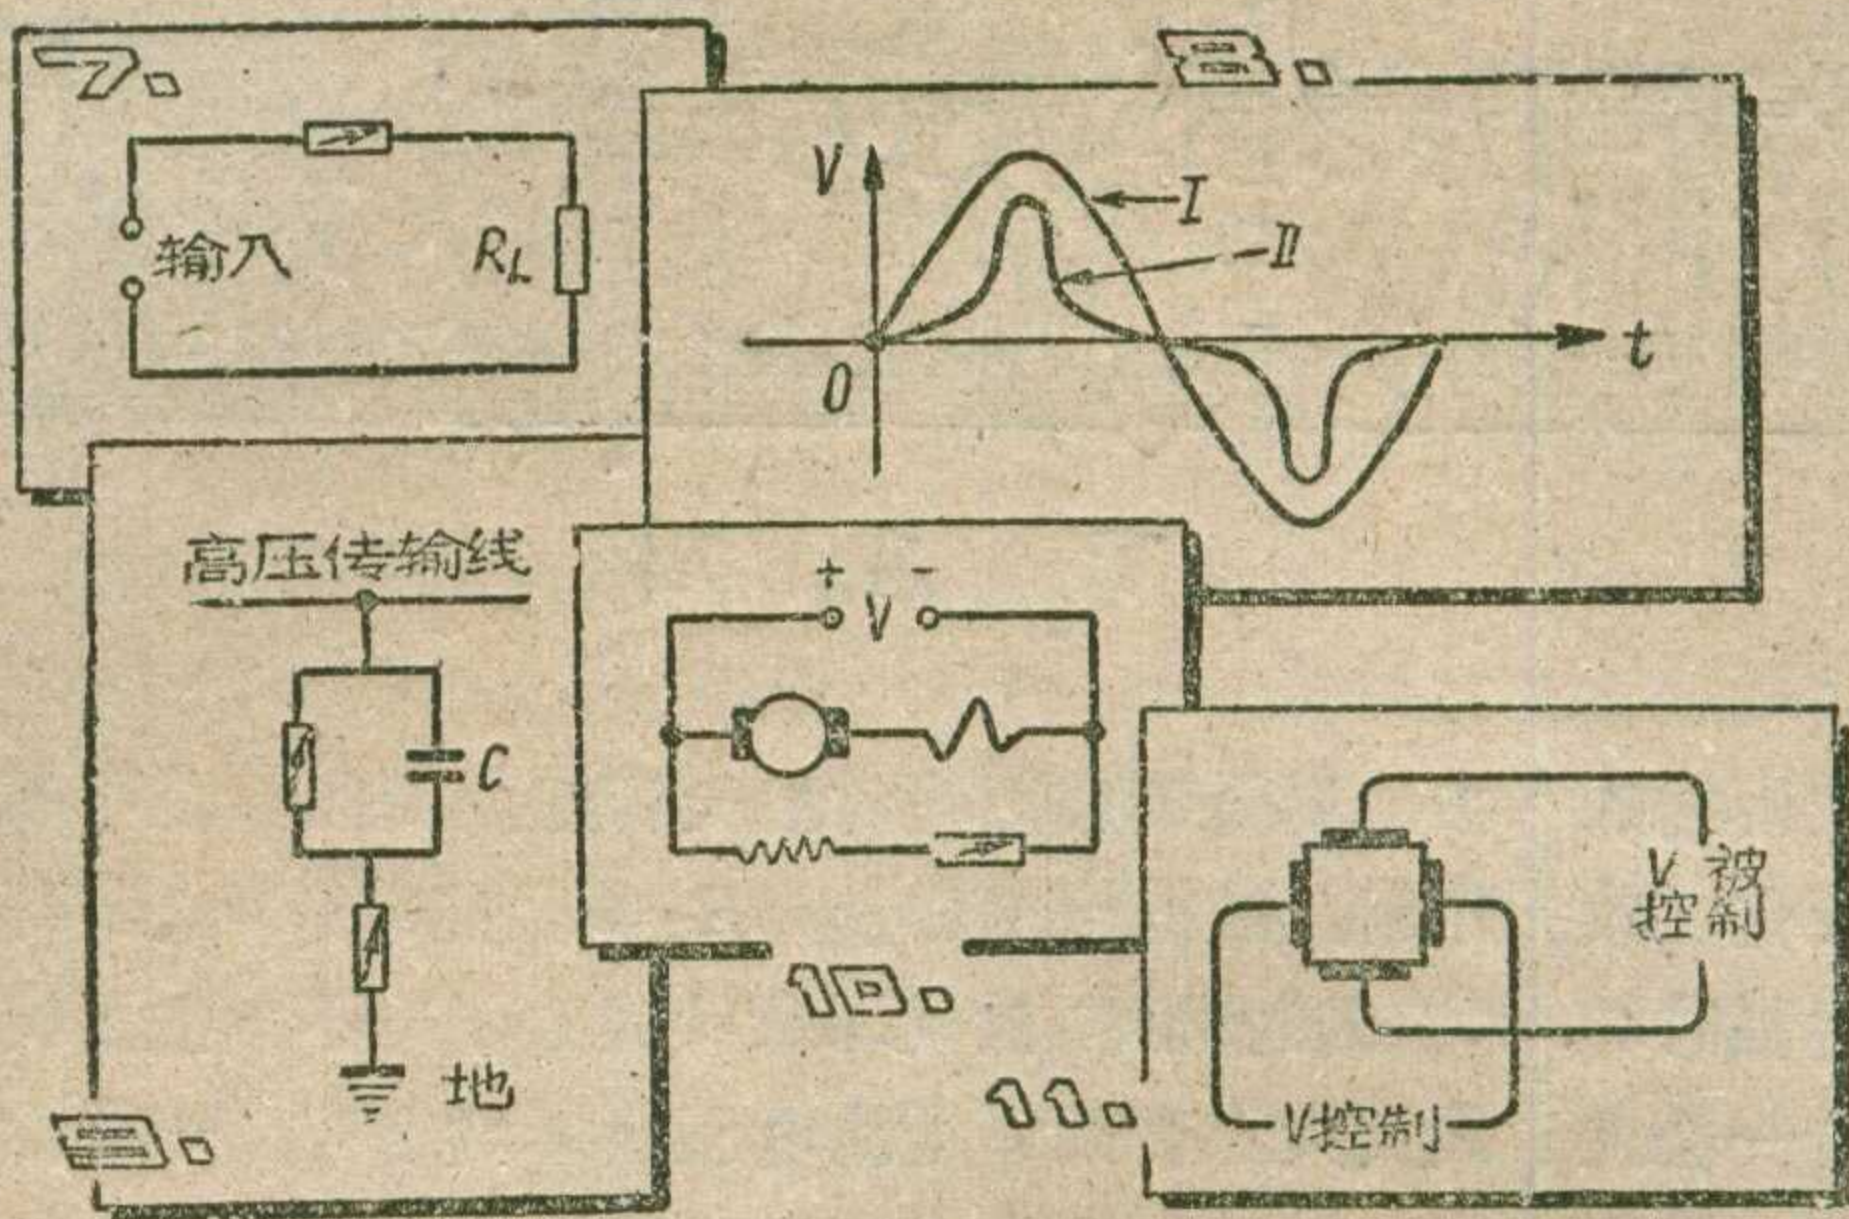 7.
输入
R_L
8.
V
I
II
t
0
高压传输线
C
地
9.
+ -
V
10.
V 被
控 制
V控制
11.